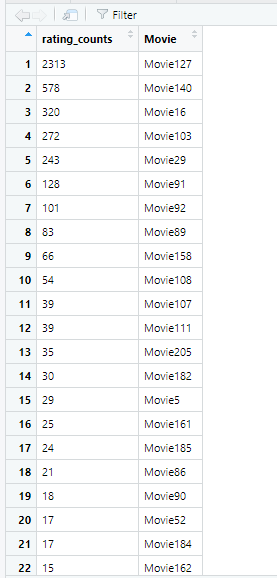 Filter
rating_counts Movie
1 2313 Movie127
2 578 Movie140
3 320 Movie16
4 272 Movie103
5 243 Movie29
6 128 Movie91
7 101 Movie92
8 83 Movie89
9 66 Movie158
10 54 Movie108
11 39 Movie107
12 39 Movie111
13 35 Movie205
14 30 Movie182
15 29 Movie5
16 25 Movie161
17 24 Movie185
18 21 Movie86
19 18 Movie90
20 17 Movie52
21 17 Movie184
22 15 Movie162